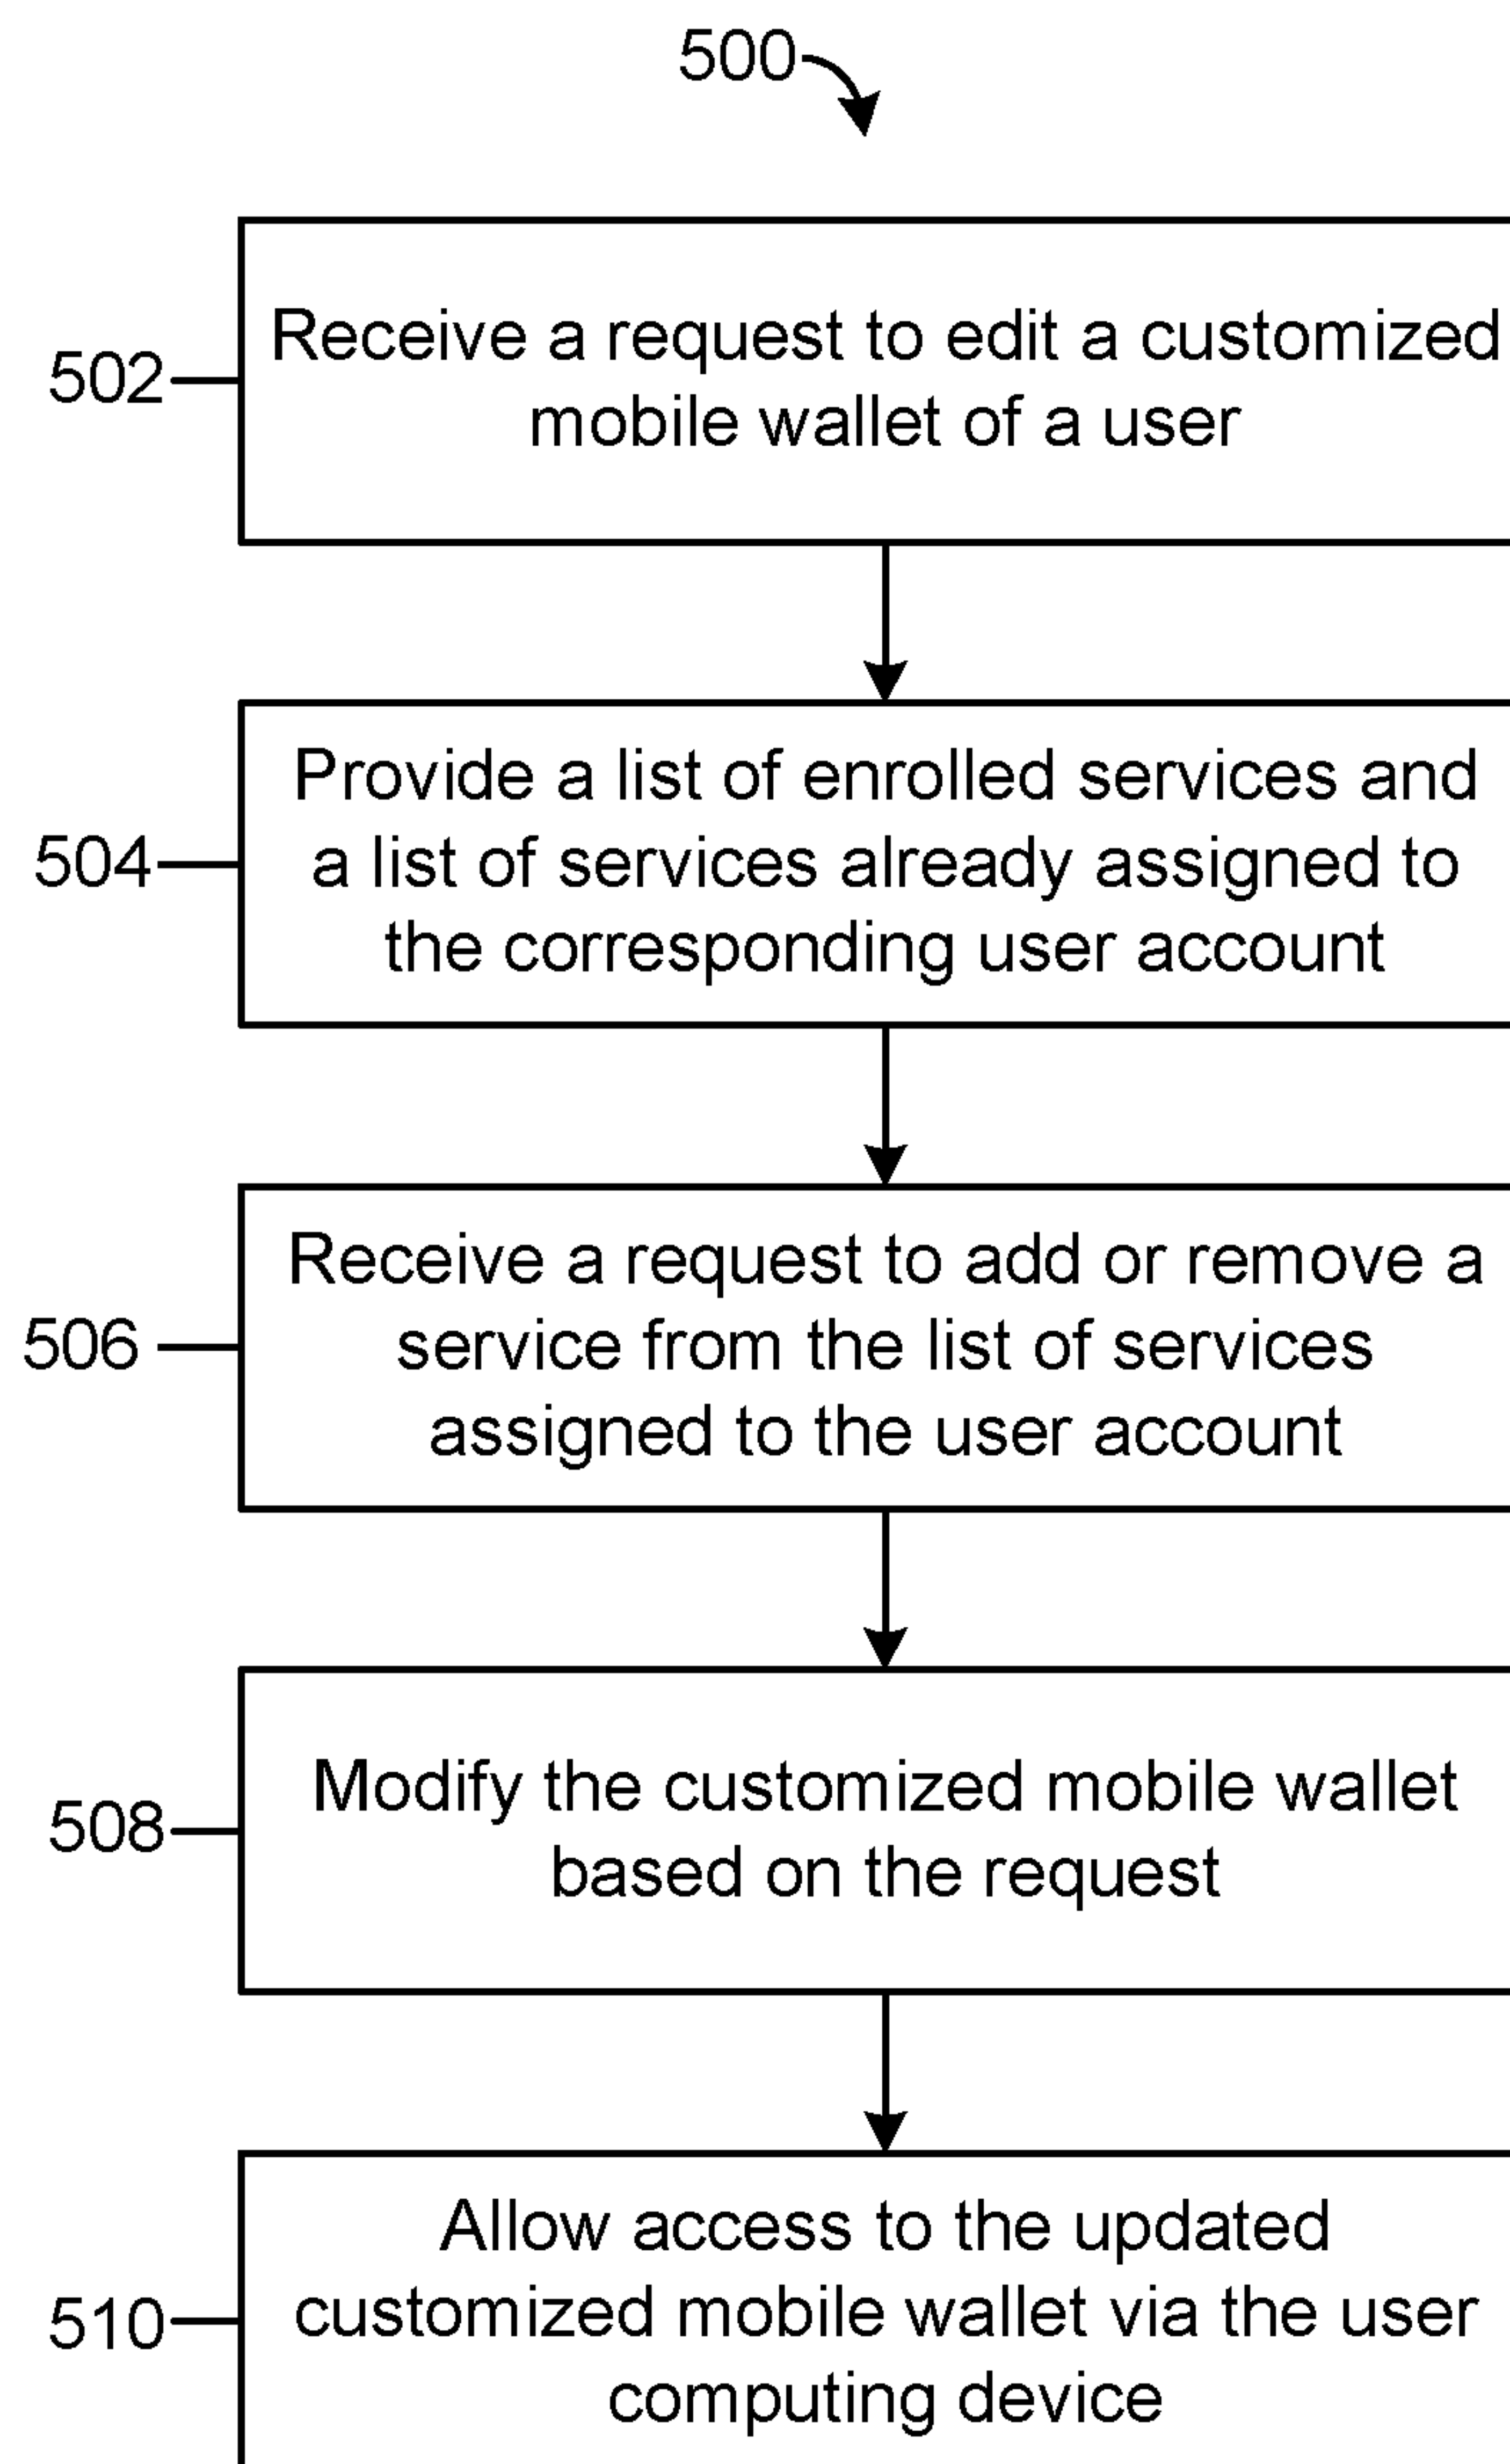 500
502
Receive a request to edit a customized
mobile wallet of a user
504
Provide a list of enrolled services and
a list of services already assigned to
the corresponding user account
506
Receive a request to add or remove a
service from the list of services
assigned to the user account
508
Modify the customized mobile wallet
based on the request
510
Allow access to the updated
customized mobile wallet via the user
computing device